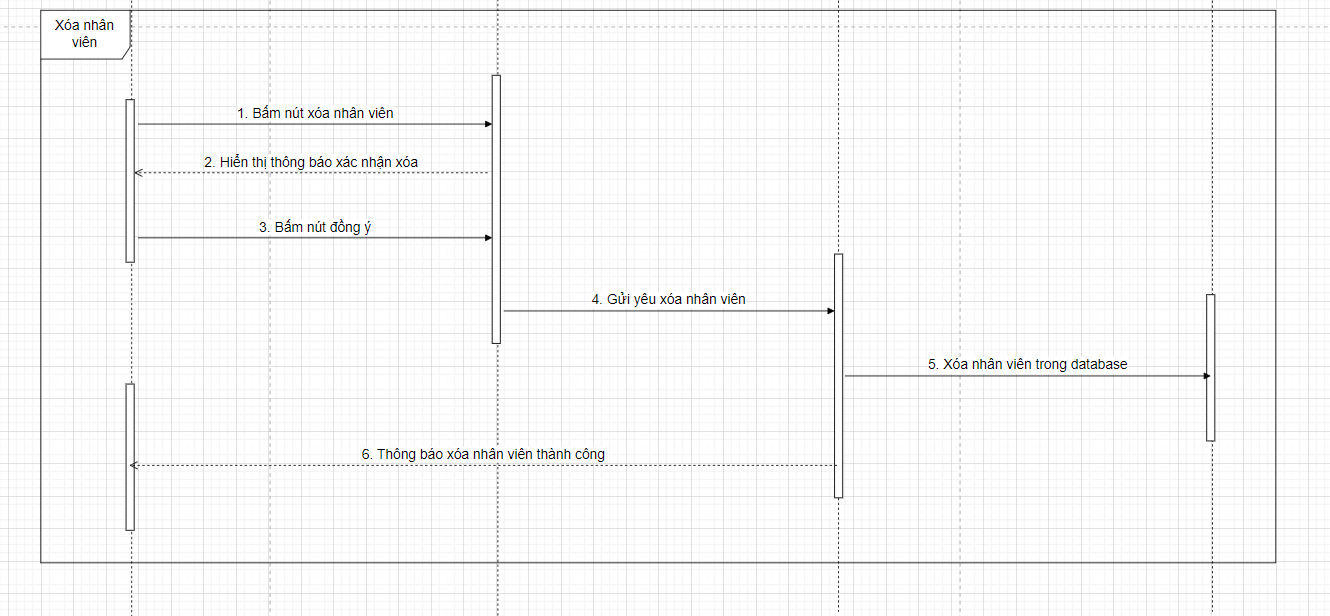 Xóa nhân
viên
1. Bấm nút xóa nhân viên
2. Hiển thị thông báo xác nhận xóa
3. Bấm nút đồng ý
4. Gửi yêu xóa nhân viên
5. Xóa nhân viên trong database
6. Thông báo xóa nhân viên thành công